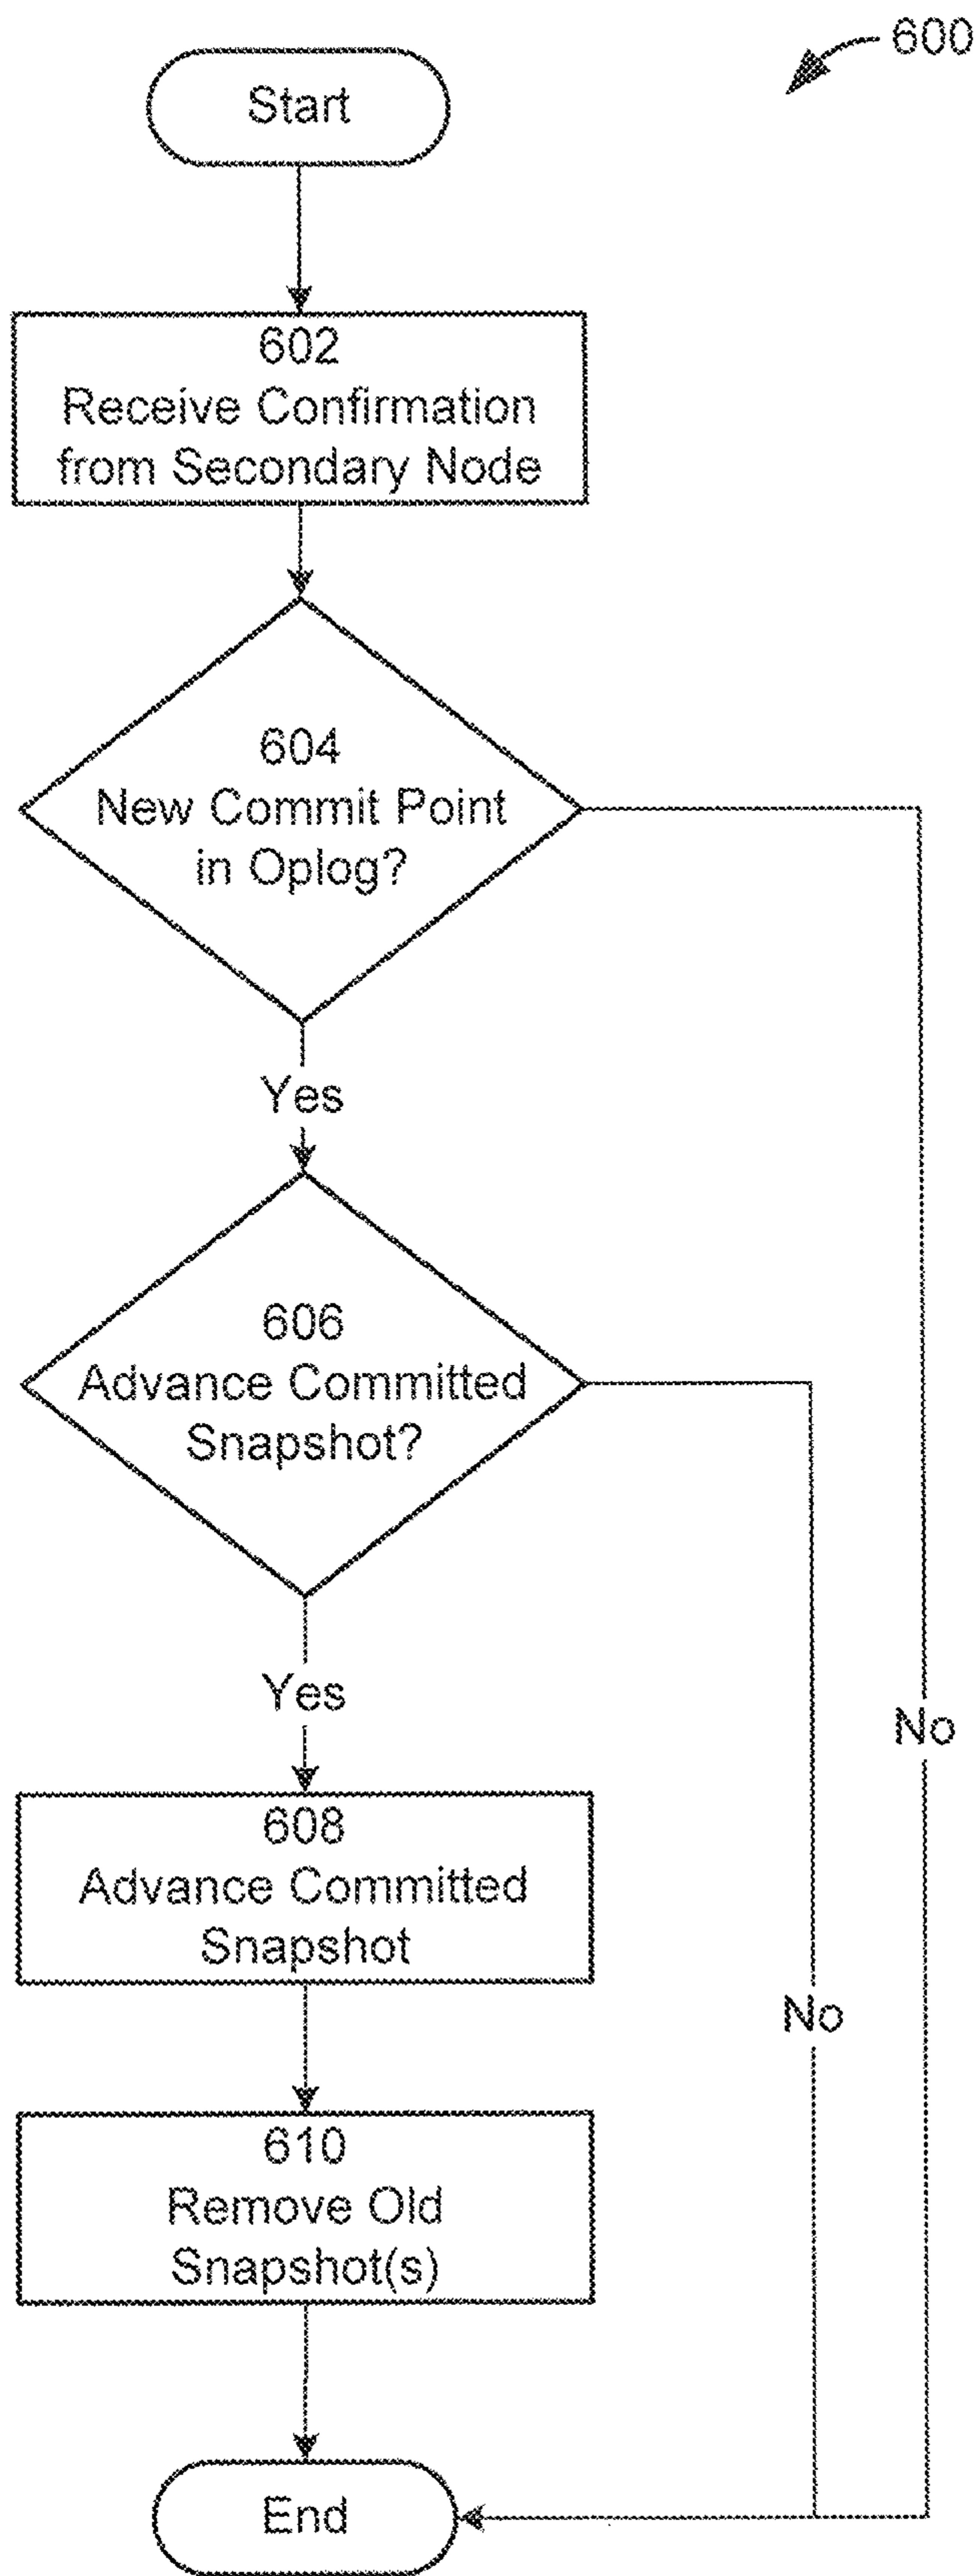 600
Start
602
Receive Confirmation
from Secondary Node
604
New Commit Point
in Oplog?
Yes
606
Advance Committed
Snapshot?
Yes
No
608
Advance Committed
Snapshot
No
610
Remove Old
Snapshot(s)
End